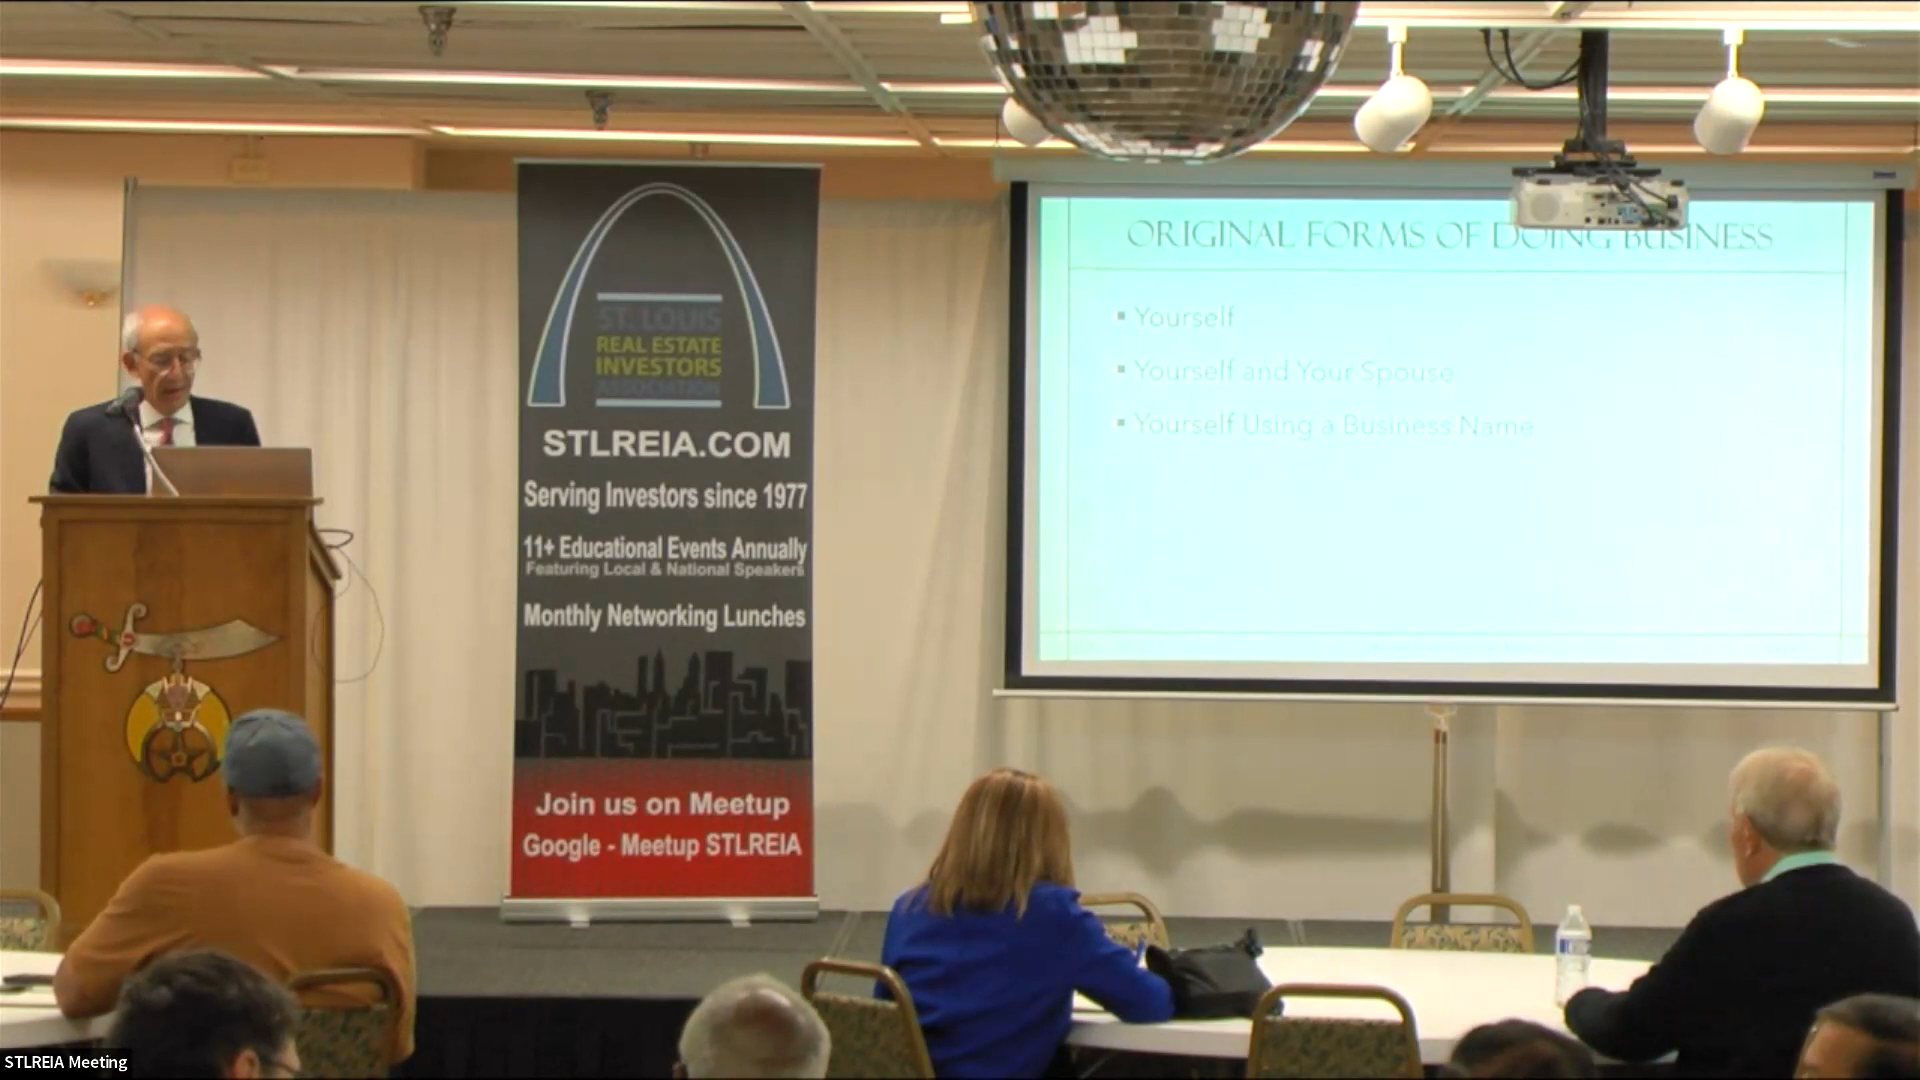 ST. LOUIS
REAL ESTATE
INVESTORS
ASSOCIATION
STLREIA.COM
Serving Investors since 1977
11+ Educational Events Annually
Featuring Local & National Speakers
Monthly Networking Lunches
Join us on Meetup
Google - Meetup STLREIA
ORIGINAL FORMS OF DOING BUSINESS
▪ Yourself
▪ Yourself and Your Spouse
▪ Yourself Using a Business Name
STLREIA Meeting